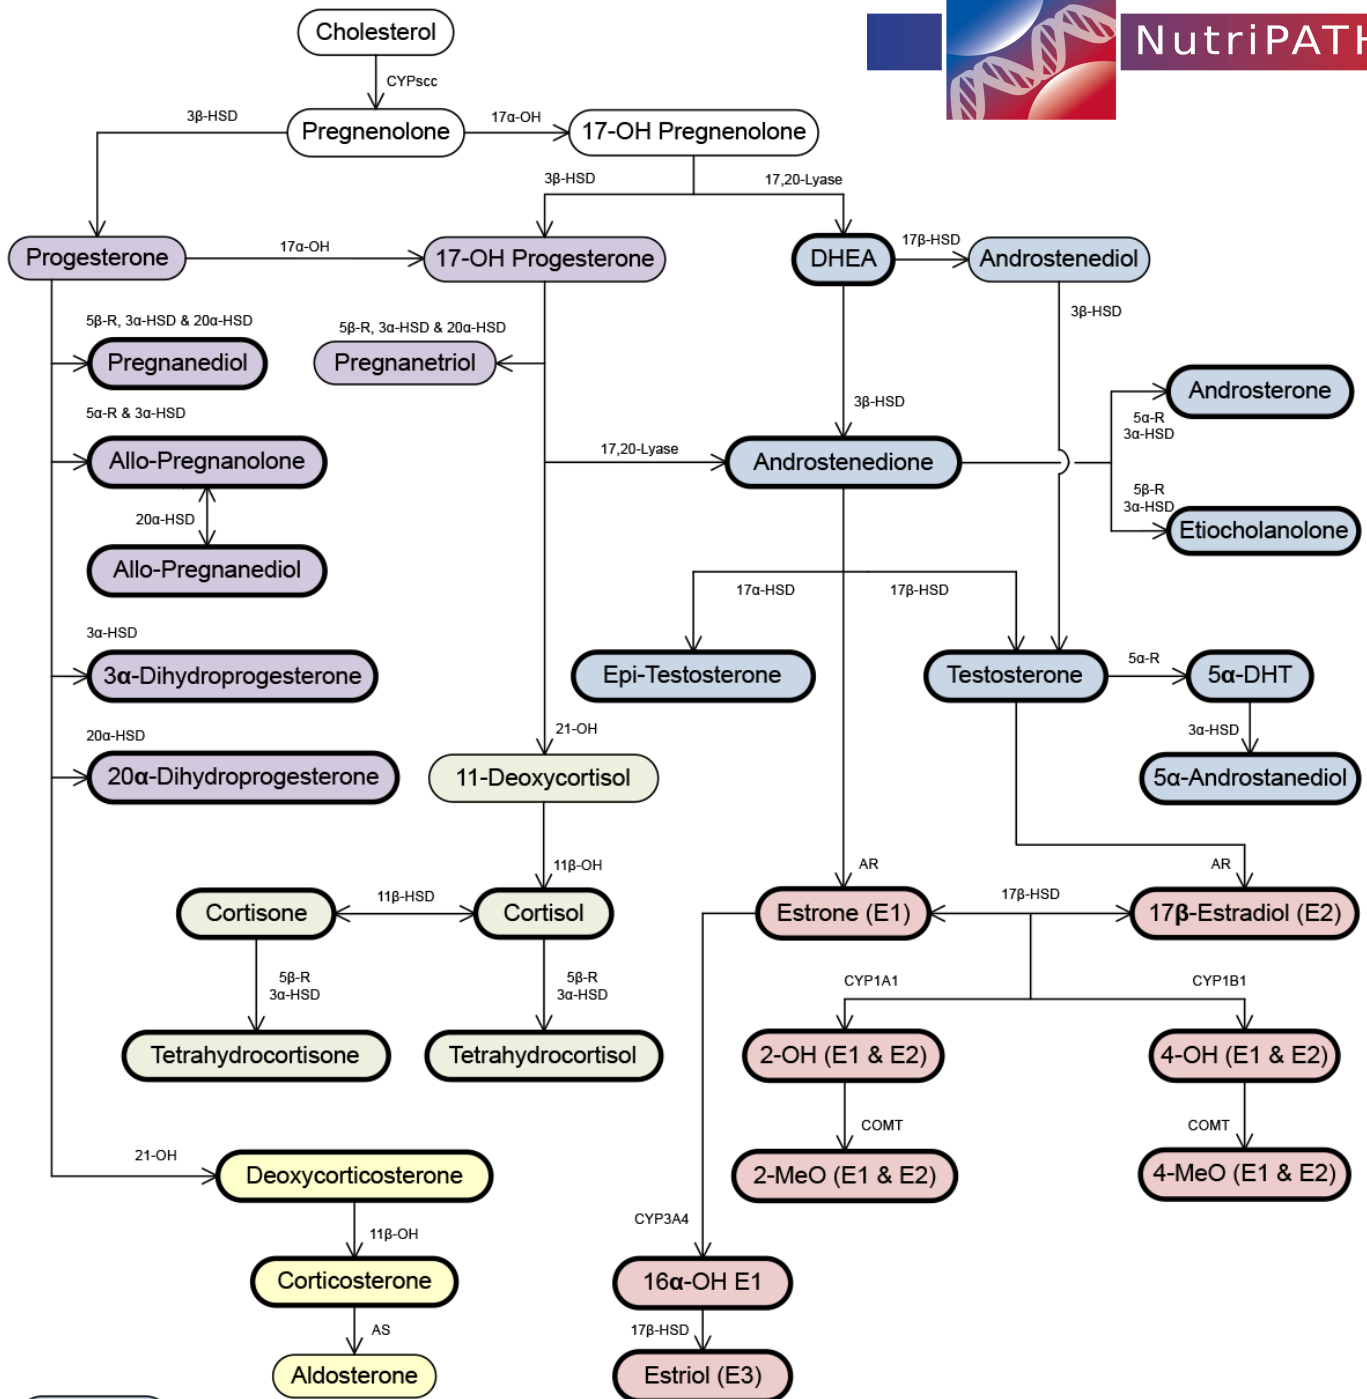 NutriPATH
Cholesterol
CYPscc
3β-HSD
Pregnenolone
17α-OH
17-OH Pregnenolone
3β-HSD
17,20-Lyase
Progesterone
17α-OH
17-OH Progesterone
DHEA
17β-HSD
Androstenediol
3β-HSD
5β-R, 3α-HSD & 20α-HSD
Pregnanediol
5β-R, 3α-HSD & 20α-HSD
Pregnanetriol
5α-R & 3α-HSD
Allo-Pregnanolone
17,20-Lyase
3β-HSD
Androstenedione
Androsterone
5α-R
3α-HSD
5β-R
3α-HSD
Etiocholanolone
20α-HSD
Allo-Pregnanediol
17α-HSD
17β-HSD
3α-HSD
3α-Dihydroprogesterone
Epi-Testosterone
Testosterone
5α-R
5α-DHT
3α-HSD
5α-Androstanediol
20α-HSD
20α-Dihydroprogesterone
21-OH
11-Deoxycortisol
11β-OH
AR
AR
Cortisone
11β-HSD
Cortisol
Estrone (E1)
17β-HSD
17β-Estradiol (E2)
5β-R
3α-HSD
5β-R
3α-HSD
CYP1A1
CYP1B1
Tetrahydrocortisone
Tetrahydrocortisol
2-OH (E1 & E2)
4-OH (E1 & E2)
COMT
COMT
21-OH
Deoxycorticosterone
2-MeO (E1 & E2)
4-MeO (E1 & E2)
11β-OH
CYP3A4
Corticosterone
16α-OH E1
AS
17β-HSD
Aldosterone
Estriol (E3)